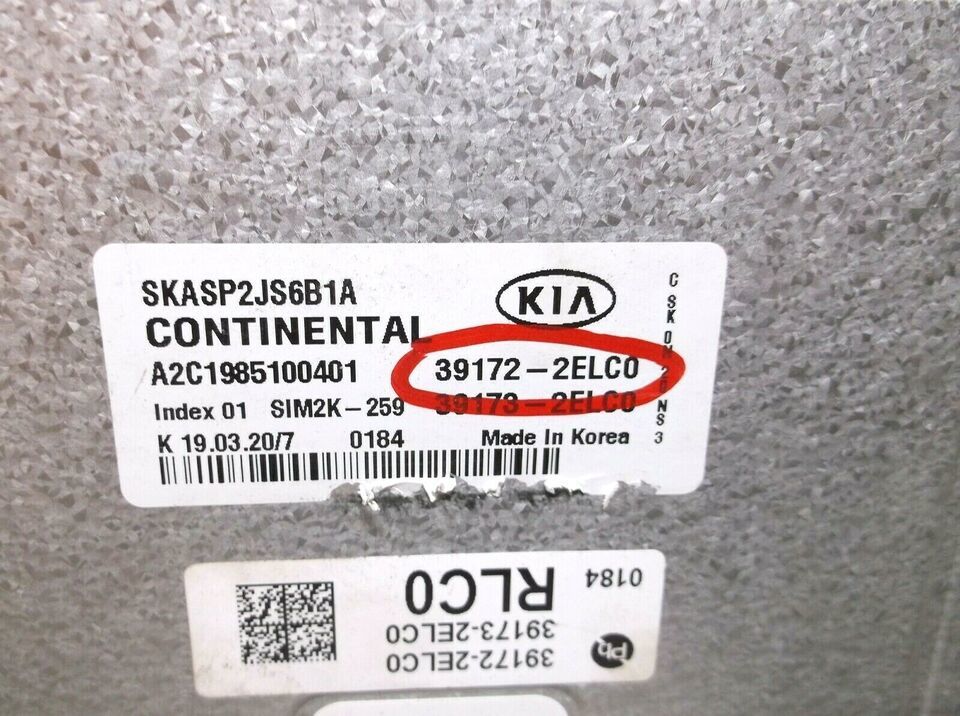 SKASP2JS6B1A
KIA
CONTINENTAL
A2C1985100401 39172-2ELC0
Index 01 SIM2K-259 39173-2ELC0
K 19.03.20/7 0184 Made In Korea
0184
RLC0
39173-2ELC0
39172-2ELC0
Pb